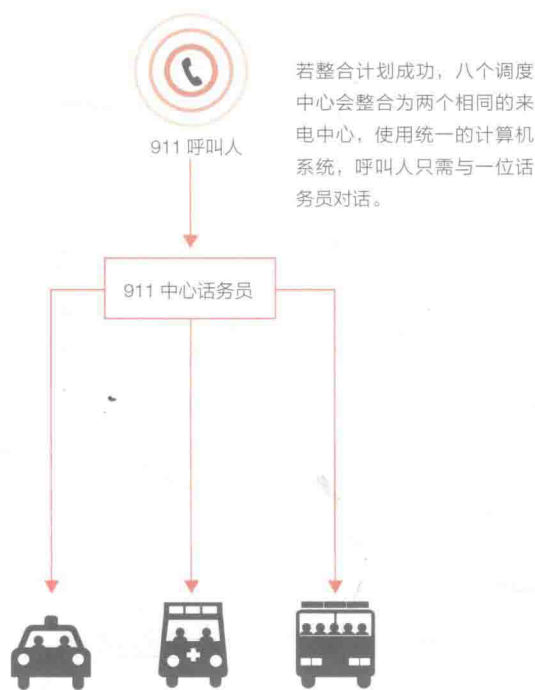 911 呼叫人
若整合计划成功，八个调度
中心会整合为两个相同的来
电中心，使用统一的计算机
系统，呼叫人只需与一位话
务员对话。
911 中心话务员